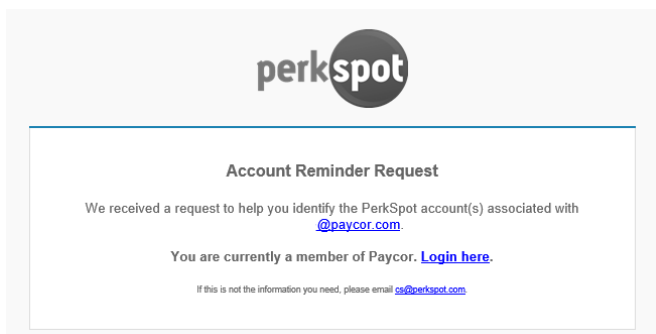 perkspot
Account Reminder Request
We received a request to help you identify the PerkSpot account(s) associated with
@paycor.com.
You are currently a member of Paycor. Login here.
If this is not the information you need, please email cs@perkspot.com.